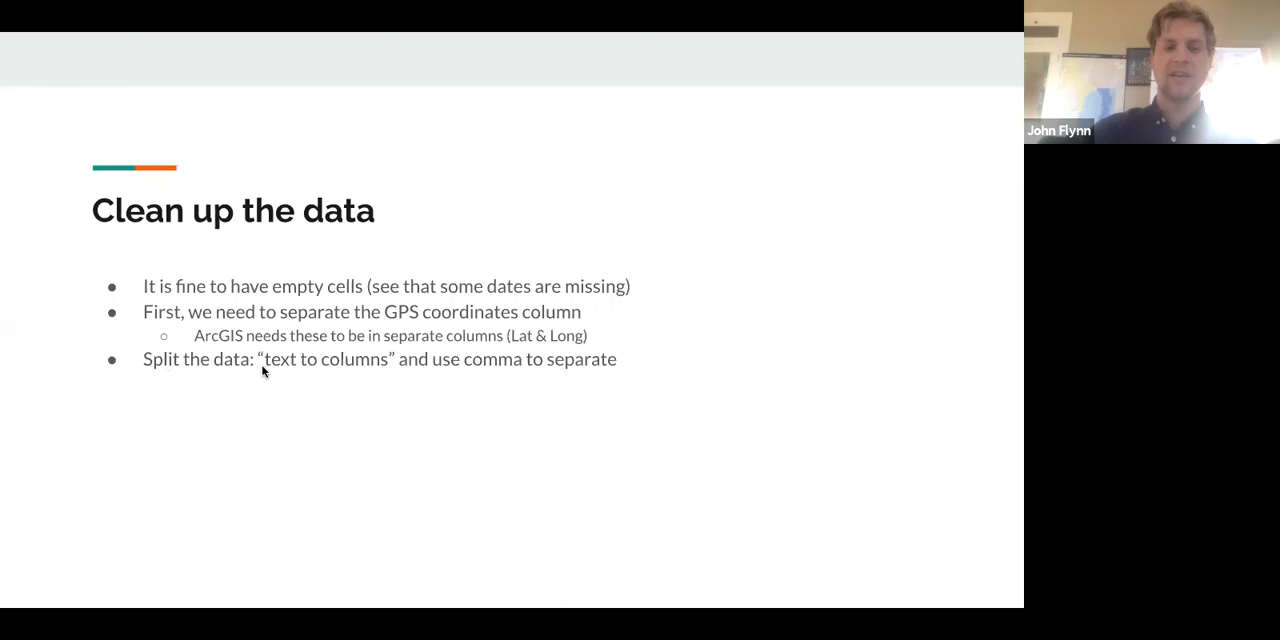 Clean up the data
● It is fine to have empty cells (see that some dates are missing)
● First, we need to separate the GPS coordinates column
○ ArcGIS needs these to be in separate columns (Lat & Long)
● Split the data: “text to columns” and use comma to separate
John Flynn